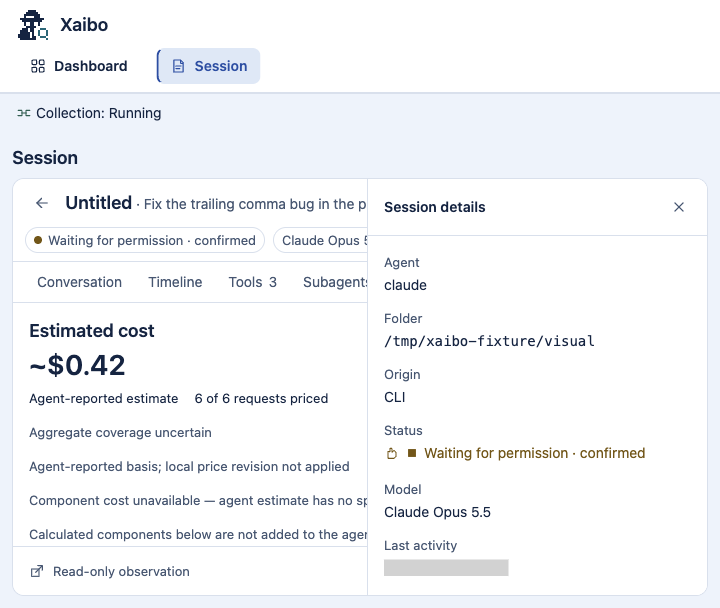 Xaibo
Dashboard
Session
Collection: Running
Session
Untitled · Fix the trailing comma bug in the p
Waiting for permission · confirmed
Claude Opus 5
Conversation
Timeline
Tools 3
Subagents
Estimated cost
~$0.42
Agent-reported estimate 6 of 6 requests priced
Aggregate coverage uncertain
Agent-reported basis; local price revision not applied
Component cost unavailable — agent estimate has no sp
Calculated components below are not added to the agen
Read-only observation
Session details
Agent
claude
Folder
/tmp/xaibo-fixture/visual
Origin
CLI
Status
Waiting for permission · confirmed
Model
Claude Opus 5.5
Last activity